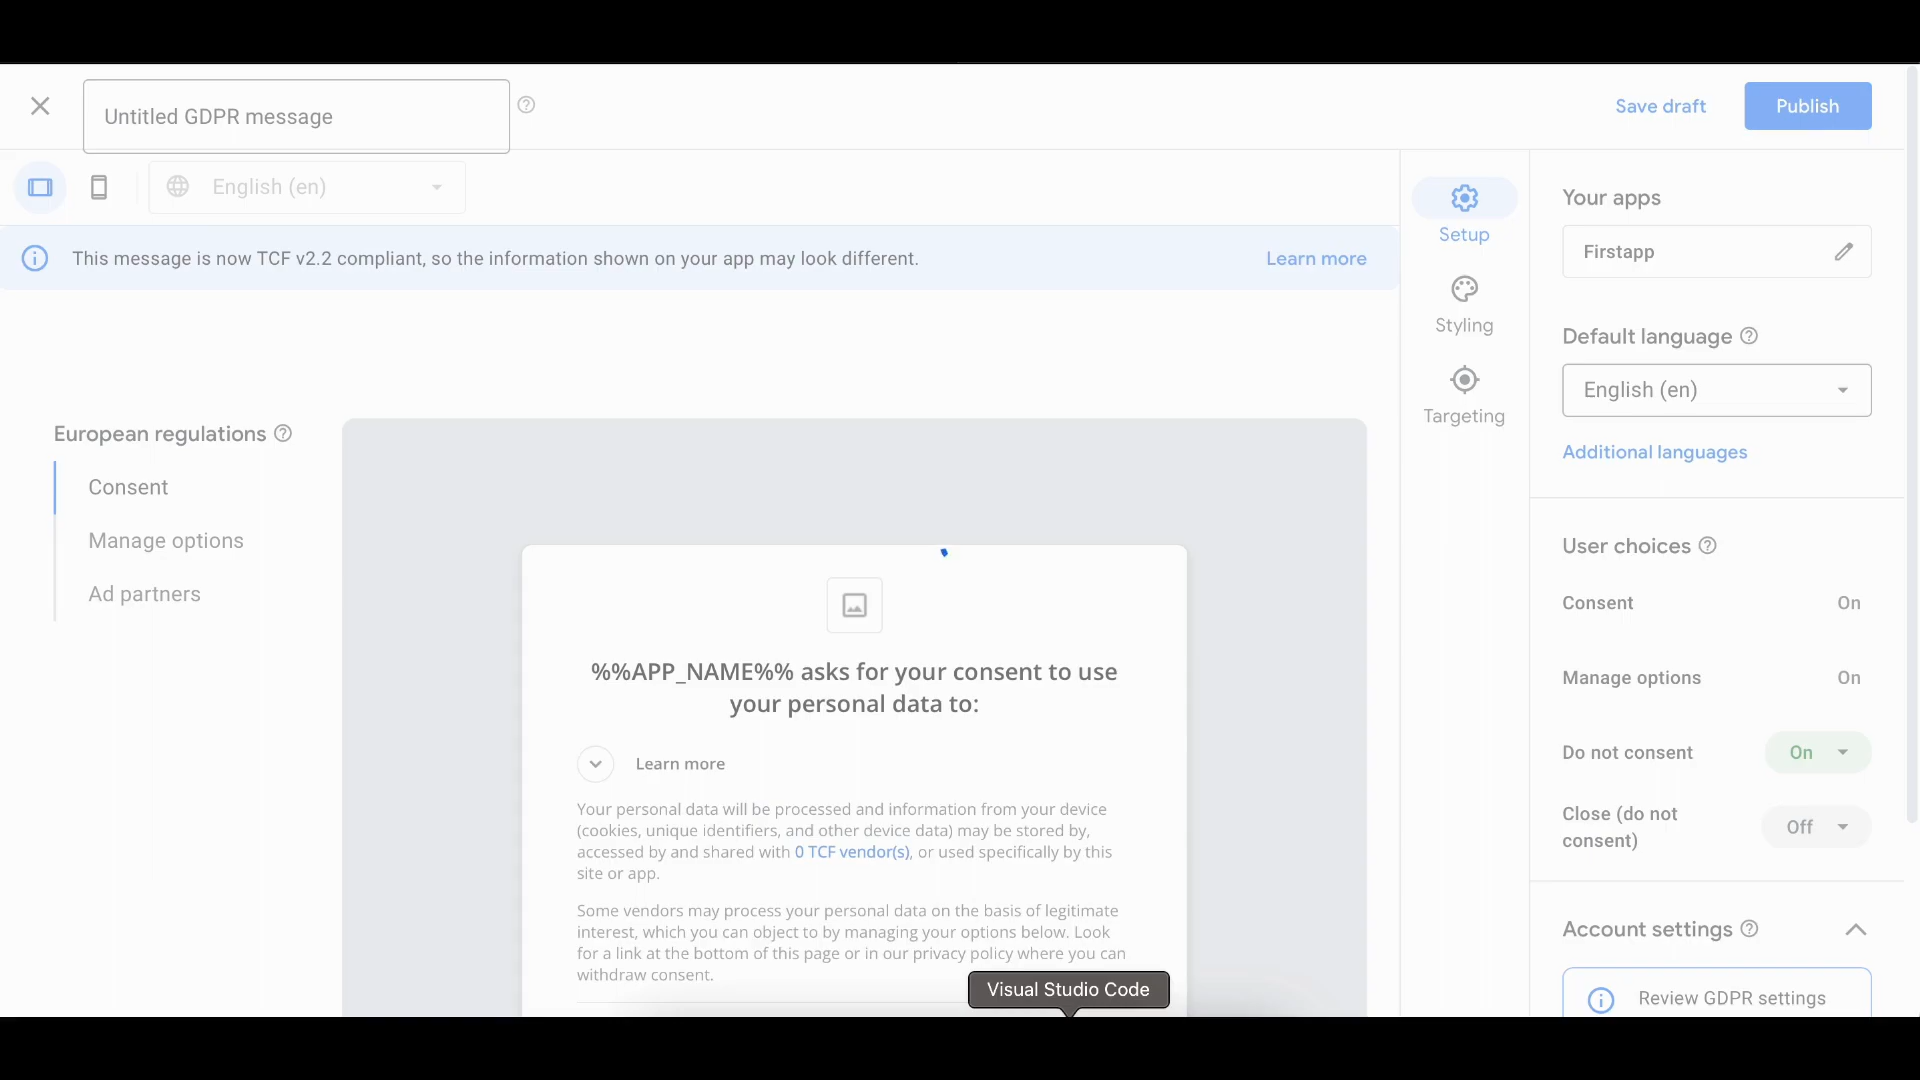 Untitled GDPR message
Save draft
Publish
English (en)
This message is now TCF v2.2 compliant, so the information shown on your app may look different.
Learn more
European regulations
Consent
Manage options
Ad partners
%%APP_NAME%% asks for your consent to use
your personal data to:
Learn more
Your personal data will be processed and information from your device
(cookies, unique identifiers, and other device data) may be stored by,
accessed by and shared with 0 TCF vendor(s), or used specifically by this
site or app.
Some vendors may process your personal data on the basis of legitimate
interest, which you can object to by managing your options below. Look
for a link at the bottom of this page or in our privacy policy where you can
withdraw consent.
Visual Studio Code
Setup
Styling
Targeting
Your apps
Firstapp
Default language
English (en)
Additional languages
User choices
Consent On
Manage options On
Do not consent On
Close (do not
consent) Off
Account settings
Review GDPR settings